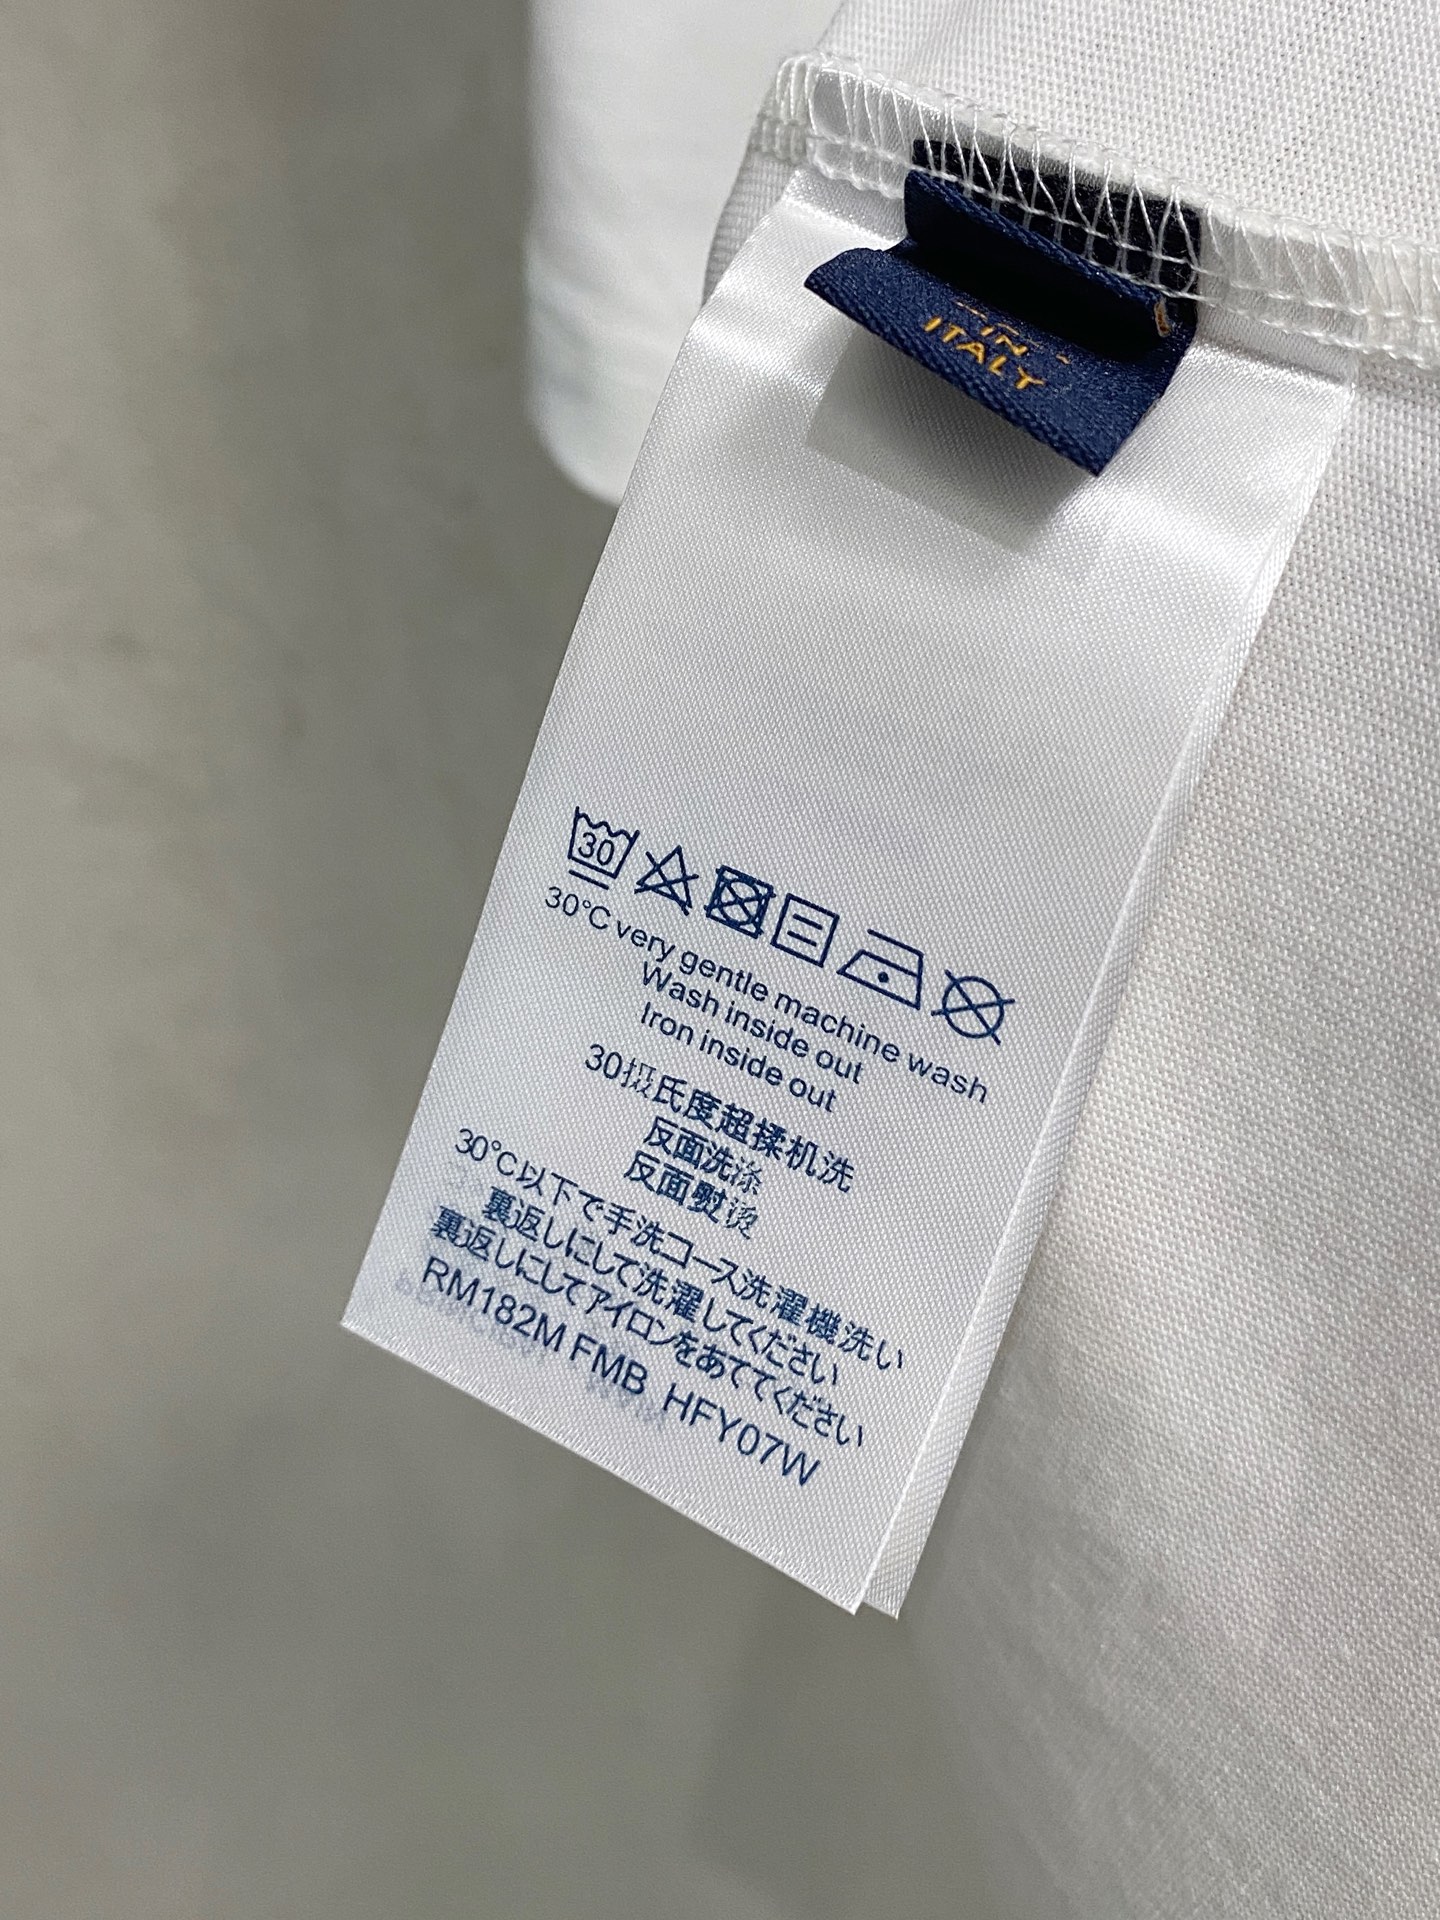 IN
ITALY
30
30°C very gentle machine wash
Wash inside out
Iron inside out
30摄氏度超揉机洗
反面洗涤
反面熨烫
30°C以下で手洗コース洗濯機洗い
裏返しにして洗濯してください
裏返しにしてアイロンをあててください
RM182M FMB HFY07W